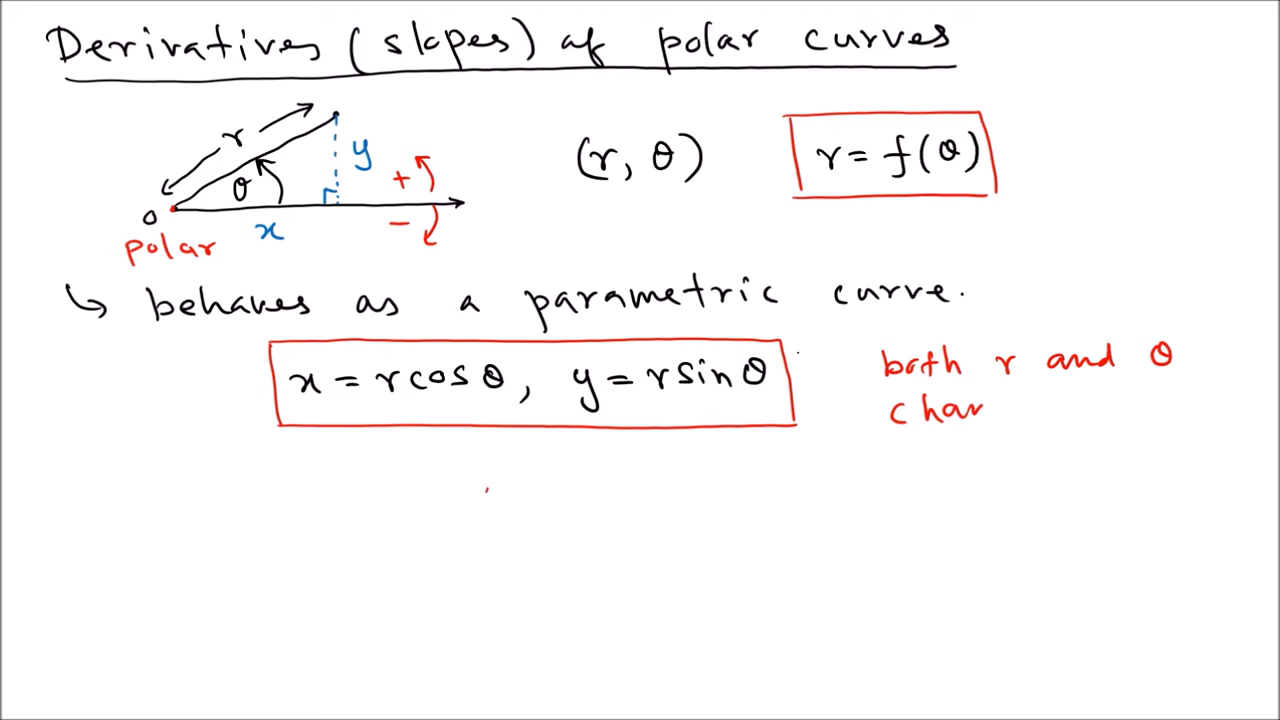 Derivatives (slopes) of polar curves
r
y
θ
+
(r, θ)
r = f(θ)
O
x
−
polar
↳ behaves as a parametric curve.
x = r cos θ, y = r sin θ
both r and θ
char